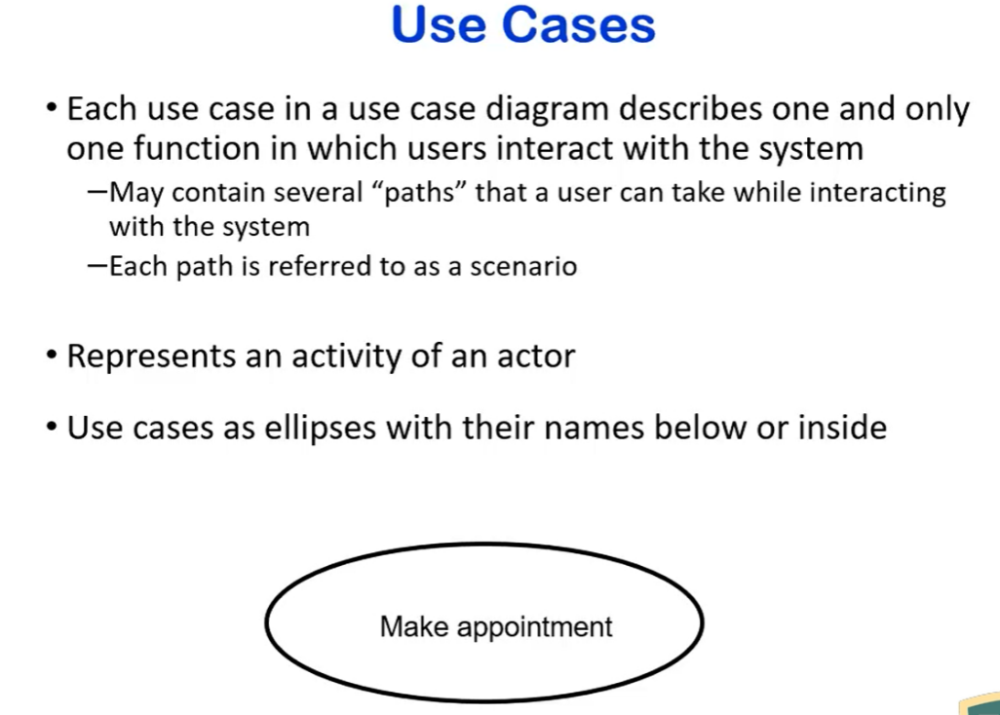 Use Cases
• Each use case in a use case diagram describes one and only
one function in which users interact with the system
–May contain several “paths” that a user can take while interacting
with the system
–Each path is referred to as a scenario
• Represents an activity of an actor
• Use cases as ellipses with their names below or inside
Make appointment